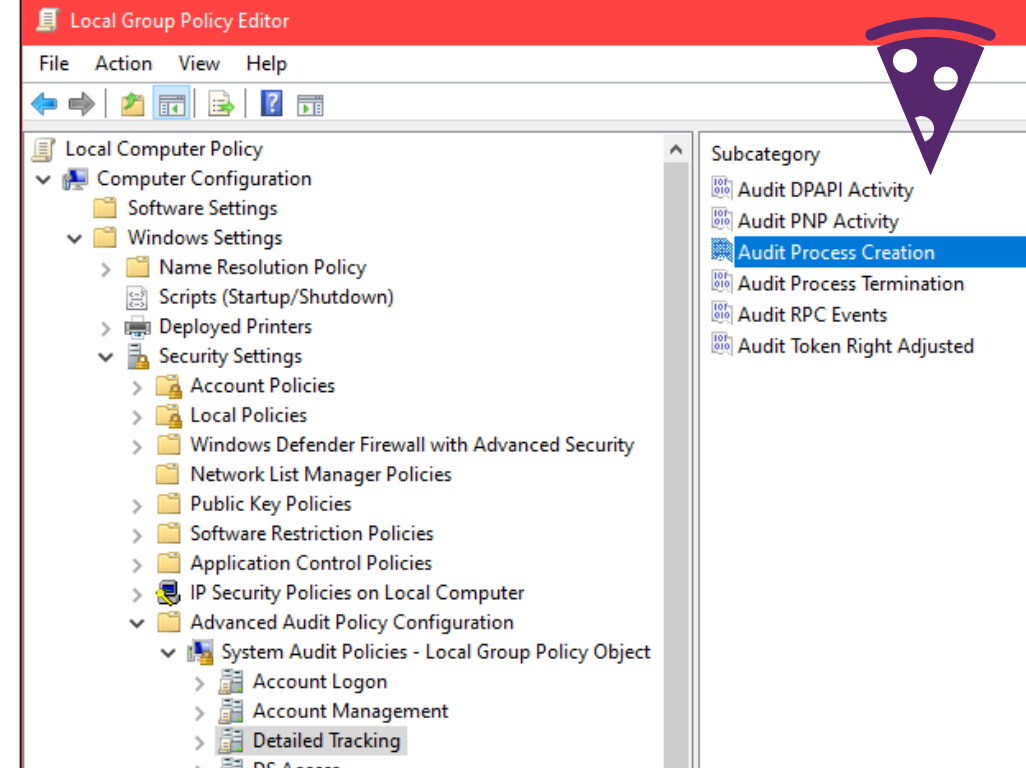 Local Group Policy Editor
File Action View Help
Local Computer Policy
Computer Configuration
Software Settings
Windows Settings
Name Resolution Policy
Scripts (Startup/Shutdown)
Deployed Printers
Security Settings
Account Policies
Local Policies
Windows Defender Firewall with Advanced Security
Network List Manager Policies
Public Key Policies
Software Restriction Policies
Application Control Policies
IP Security Policies on Local Computer
Advanced Audit Policy Configuration
System Audit Policies - Local Group Policy Object
Account Logon
Account Management
Detailed Tracking
DS Access
Subcategory
Audit DPAPI Activity
Audit PNP Activity
Audit Process Creation
Audit Process Termination
Audit RPC Events
Audit Token Right Adjusted